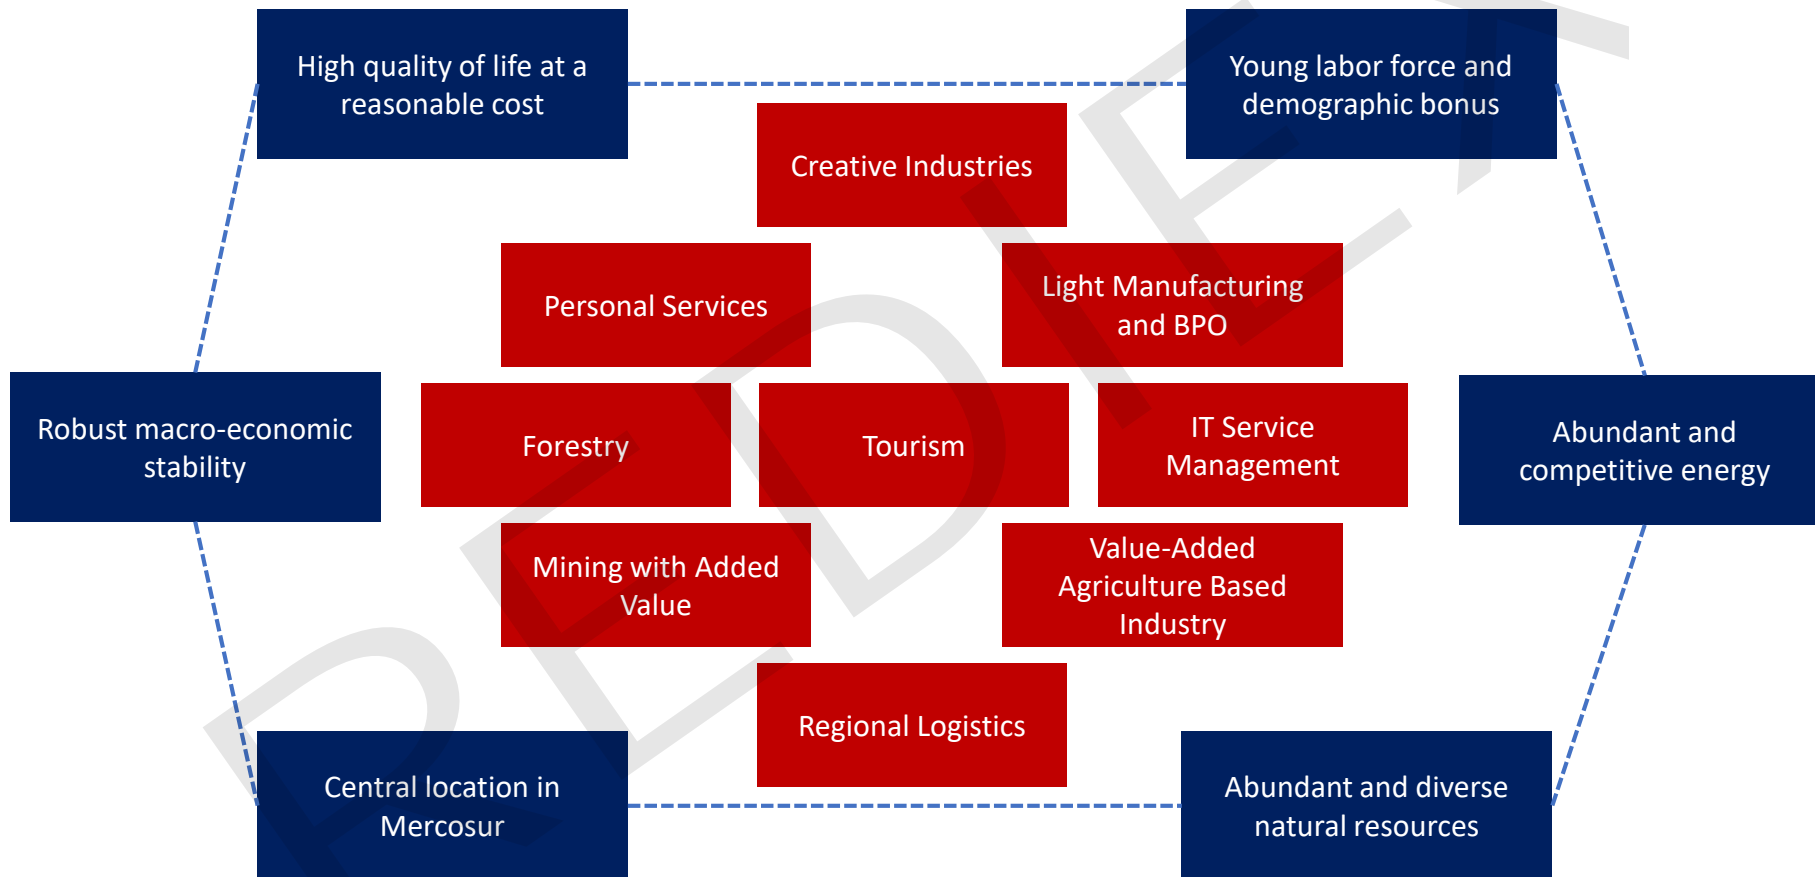 High quality of life at a
reasonable cost
Young labor force and
demographic bonus
Creative Industries
Personal Services
Light Manufacturing
and BPO
Robust macro-economic
stability
Forestry
Tourism
IT Service
Management
Abundant and
competitive energy
Mining with Added
Value
Value-Added
Agriculture Based
Industry
Regional Logistics
Central location in
Mercosur
Abundant and diverse
natural resources
REDIEX